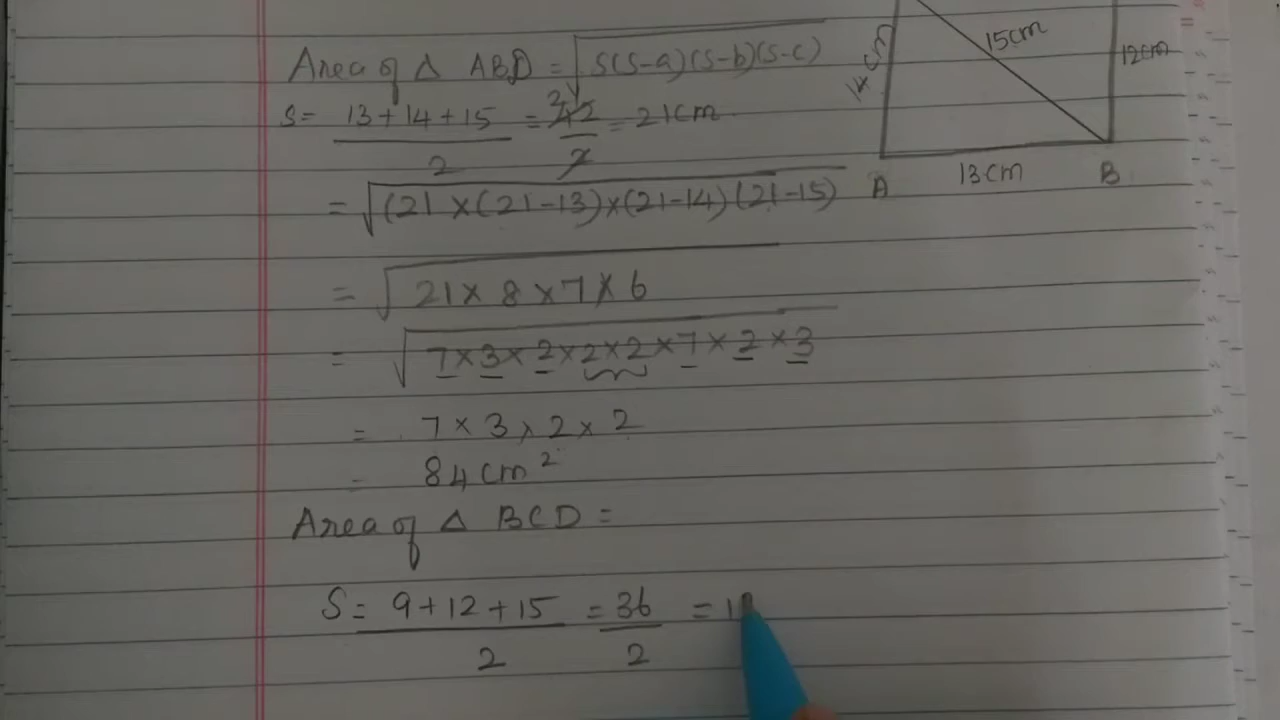 Area of △ ABD = √S(S-a)(S-b)(S-c)
S= 13+14+15 / 2 = 42/2 = 21cm
= √(21 ×(21-13)×(21-14)(21-15)
= √21× 8 ×7× 6
= √7×3×2×2×2×7×2×3
= 7×3×2×2
= 84 cm²
Area of △ BCD =
S= 9+12+15 / 2 = 36/2 =
15cm
12cm
A 13cm B